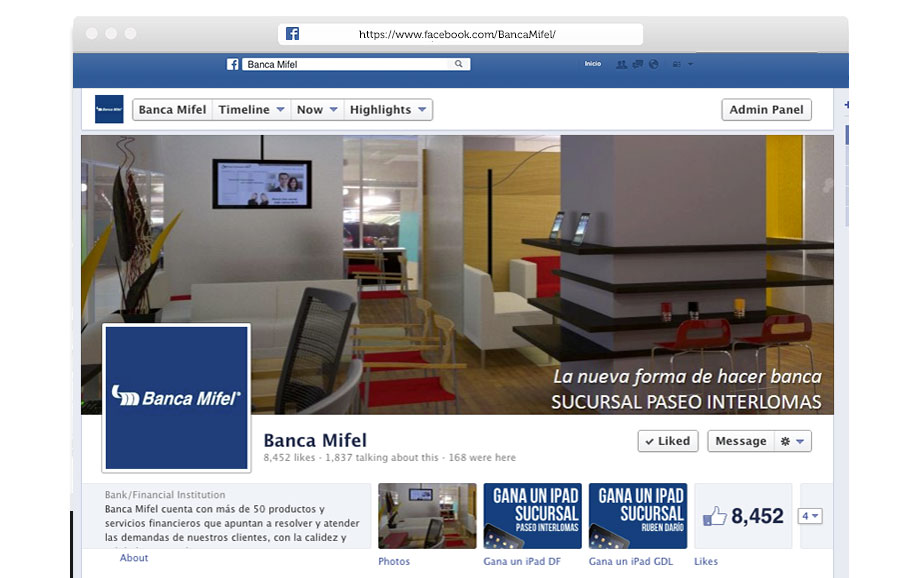 https://www.facebook.com/BancaMifel/
Banca Mifel
Inicio
Banca Mifel
Banca Mifel Timeline Now Highlights
Admin Panel
La nueva forma de hacer banca
SUCURSAL PASEO INTERLOMAS
Banca Mifel®
Banca Mifel
8,452 likes · 1,837 talking about this · 168 were here
Liked
Message
Bank/Financial Institution
Banca Mifel cuenta con más de 50 productos y
servicios financieros que apuntan a resolver y atender
las demandas de nuestros clientes, con la calidez y
About
Photos
GANA UN IPAD
SUCURSAL
PASEO INTERLOMAS
Gana un iPad DF
GANA UN IPAD
SUCURSAL
RUBEN DARÍO
Gana un iPad GDL
8,452
Likes
4